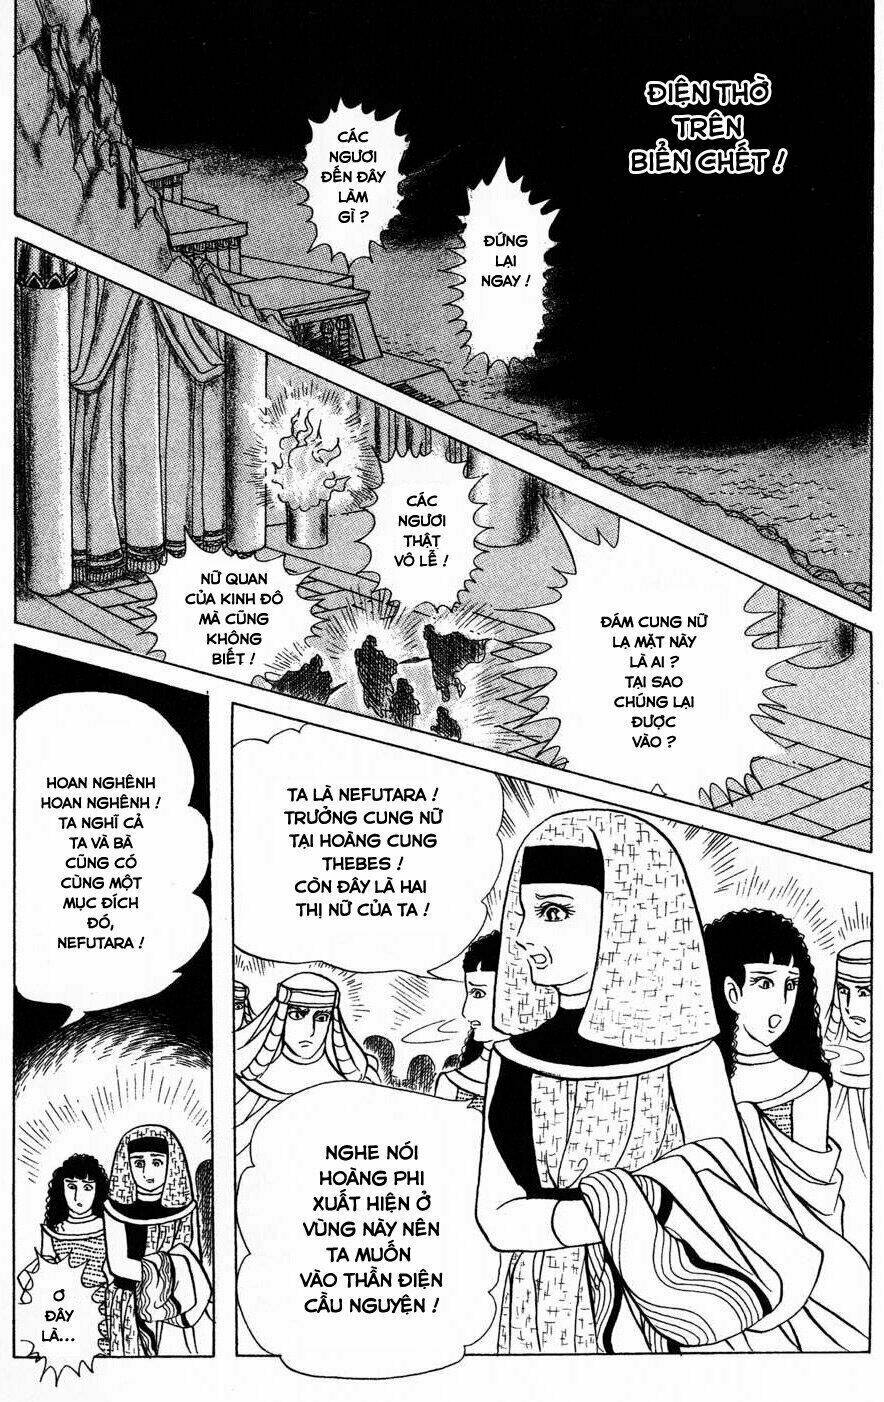 ĐIỆN THỜ
TRÊN
BIỂN CHẾT !
ĐỨNG
LẠI
NGAY !
CÁC
NGƯƠI
ĐẾN ĐÂY
LÀM
GÌ ?
ĐÁM CUNG NỮ
LẠ MẶT NÀY
LÀ AI ?
TẠI SAO
CHÚNG LẠI
ĐƯỢC
VÀO ?
CÁC
NGƯƠI
THẬT
VÔ LỄ !
NỮ QUAN
CỦA KINH ĐÔ
MÀ CŨNG
KHÔNG
BIẾT !
TA LÀ NEFUTARA !
TRƯỞNG CUNG NỮ
TẠI HOÀNG CUNG
THEBES !
CÒN ĐÂY LÀ HAI
THỊ NỮ CỦA TA !
NGHE NÓI
HOÀNG PHI
XUẤT HIỆN Ở
VÙNG NÀY NÊN
TA MUỐN
VÀO THẦN ĐIỆN
CẦU NGUYỆN !
HOAN NGHÊNH
HOAN NGHÊNH !
TA NGHĨ CẢ
TA VÀ BÀ
CŨNG CÓ
CÙNG MỘT
MỤC ĐÍCH
ĐÓ,
NEFUTARA !
Ơ
ĐÂY
LÀ...